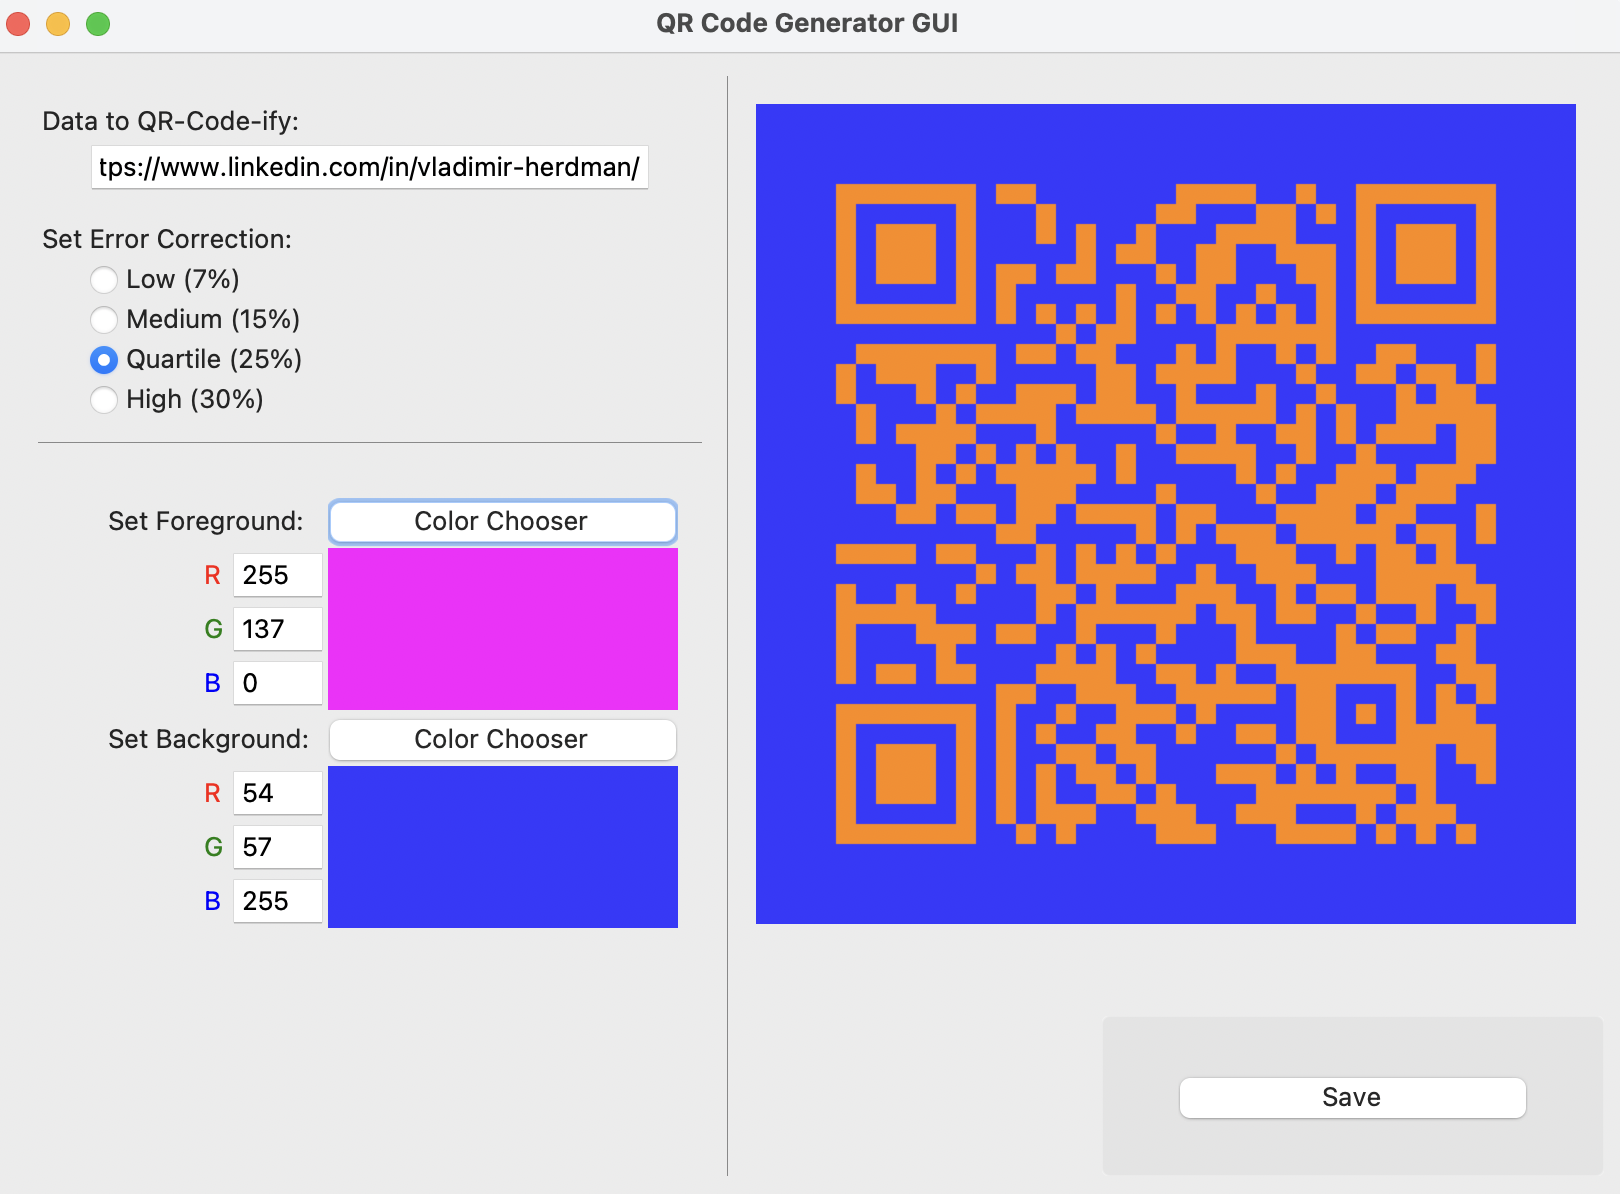 QR Code Generator GUI
Data to QR-Code-ify:
tps://www.linkedin.com/in/vladimir-herdman/
Set Error Correction:
Low (7%)
Medium (15%)
Quartile (25%)
High (30%)
Set Foreground: Color Chooser
R 255
G 137
B 0
Set Background: Color Chooser
R 54
G 57
B 255
Save